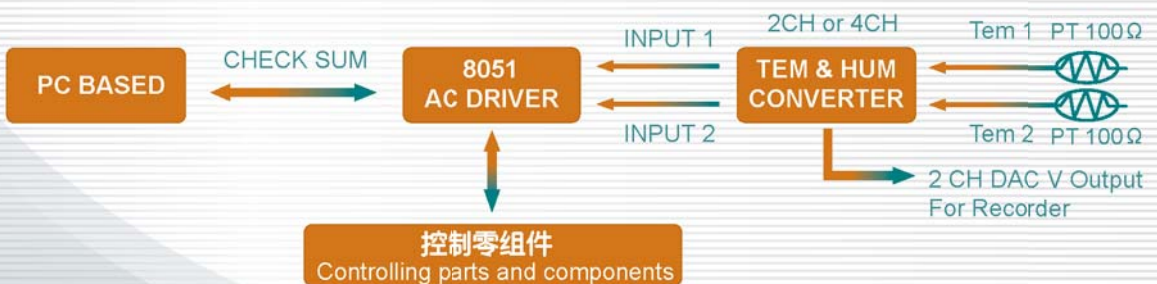 2CH or 4CH
Tem 1 PT 100Ω
INPUT 1
CHECK SUM
PC BASED
8051
AC DRIVER
TEM & HUM
CONVERTER
INPUT 2
Tem 2 PT 100Ω
2 CH DAC V Output
For Recorder
控制零组件
Controlling parts and components